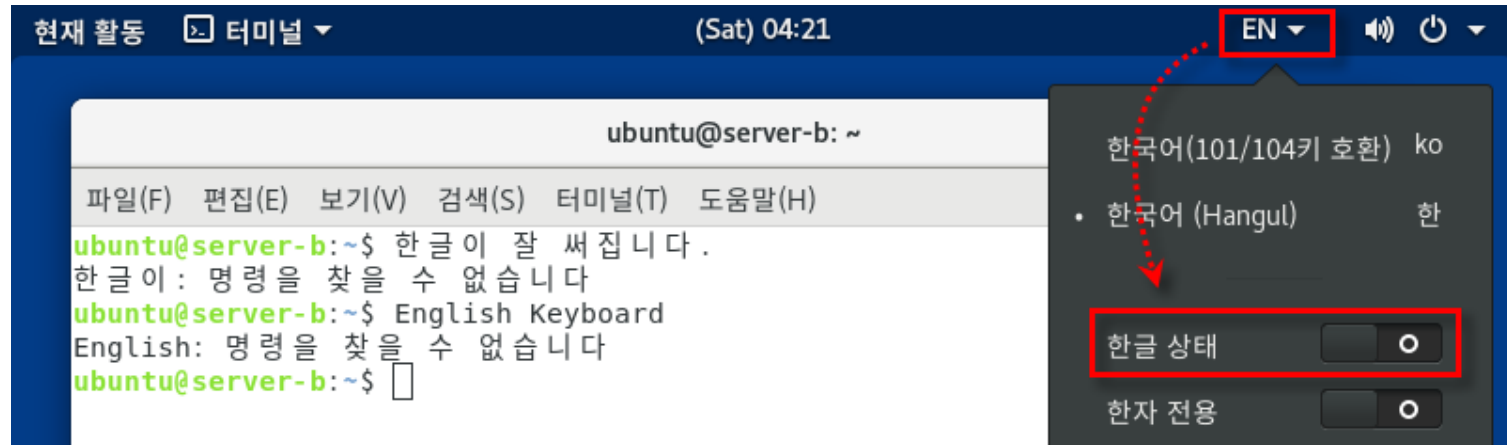 현재 활동 터미널 (Sat) 04:21 EN
ubuntu@server-b: ~
파일(F) 편집(E) 보기(V) 검색(S) 터미널(T) 도움말(H)
ubuntu@server-b:~$ 한글이 잘 써집니다.
한글이: 명령을 찾을 수 없습니다
ubuntu@server-b:~$ English Keyboard
English: 명령을 찾을 수 없습니다
ubuntu@server-b:~$
한국어(101/104키 호환) ko
• 한국어 (Hangul) 한
한글 상태
한자 전용